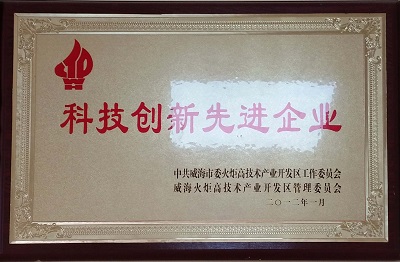 科技创新先进企业
中共威海市委火炬高技术产业开发区工作委员会
威海火炬高技术产业开发区管理委员会
二〇一二年一月